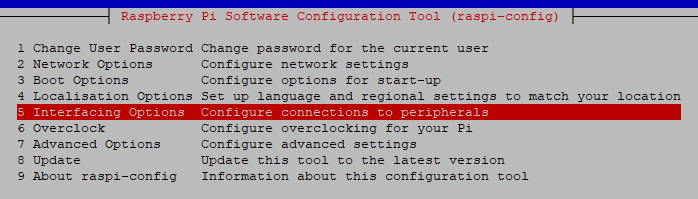 Raspberry Pi Software Configuration Tool (raspi-config)
1 Change User Password Change password for the current user
2 Network Options Configure network settings
3 Boot Options Configure options for start-up
4 Localisation Options Set up language and regional settings to match your location
5 Interfacing Options Configure connections to peripherals
6 Overclock Configure overclocking for your Pi
7 Advanced Options Configure advanced settings
8 Update Update this tool to the latest version
9 About raspi-config Information about this configuration tool